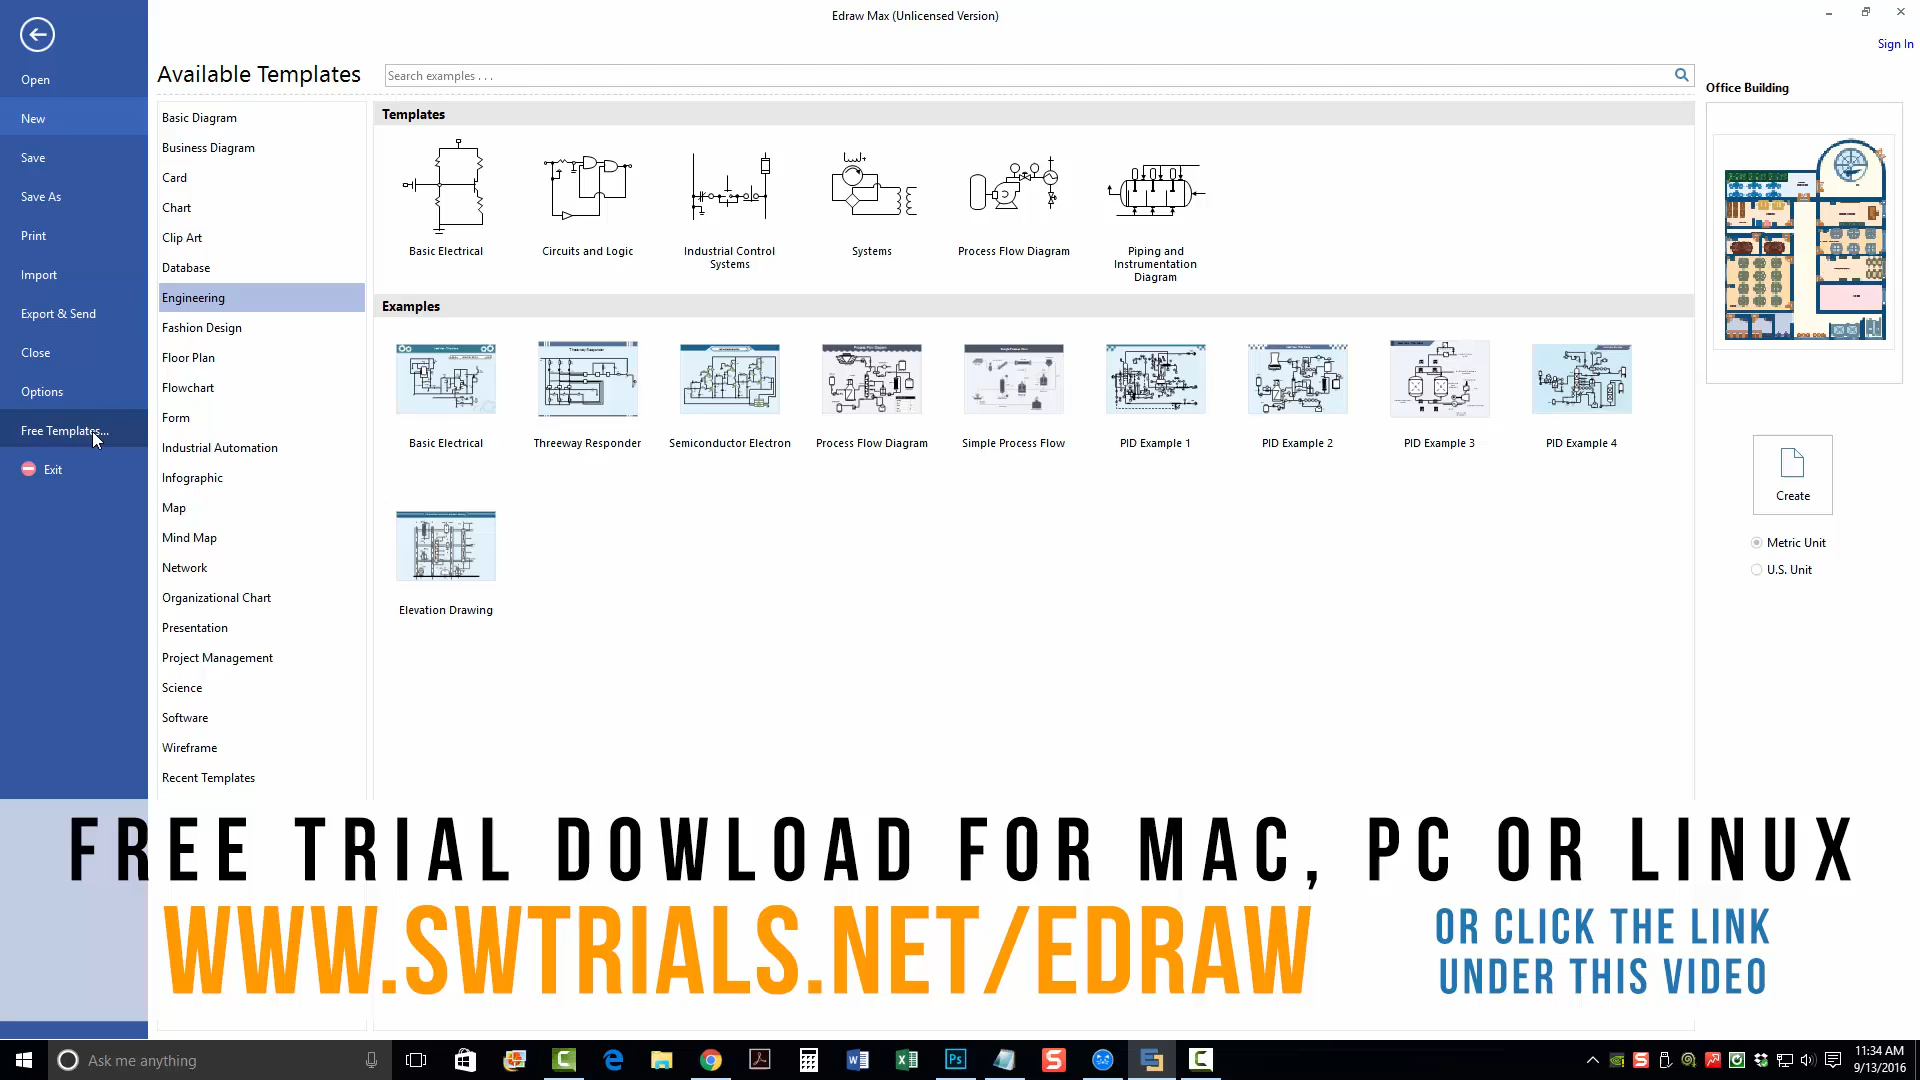 Edraw Max (Unlicensed Version)
Sign In
Open
New
Save
Save As
Print
Import
Export & Send
Close
Options
Free Templates...
Exit
Available Templates
Search examples . . .
Basic Diagram
Business Diagram
Card
Chart
Clip Art
Database
Engineering
Fashion Design
Floor Plan
Flowchart
Form
Industrial Automation
Infographic
Map
Mind Map
Network
Organizational Chart
Presentation
Project Management
Science
Software
Wireframe
Recent Templates
Templates
Basic Electrical
Circuits and Logic
Industrial Control
Systems
Systems
Process Flow Diagram
Piping and
Instrumentation
Diagram
Examples
Basic Electrical
Threeway Responder
Semiconductor Electron
Process Flow Diagram
Simple Process Flow
PID Example 1
PID Example 2
PID Example 3
PID Example 4
Elevation Drawing
Office Building
Create
Metric Unit
U.S. Unit
FREE TRIAL DOWLOAD FOR MAC, PC OR LINUX
WWW.SWTRIALS.NET/EDRAW
OR CLICK THE LINK
UNDER THIS VIDEO
Ask me anything
11:34 AM
9/13/2016